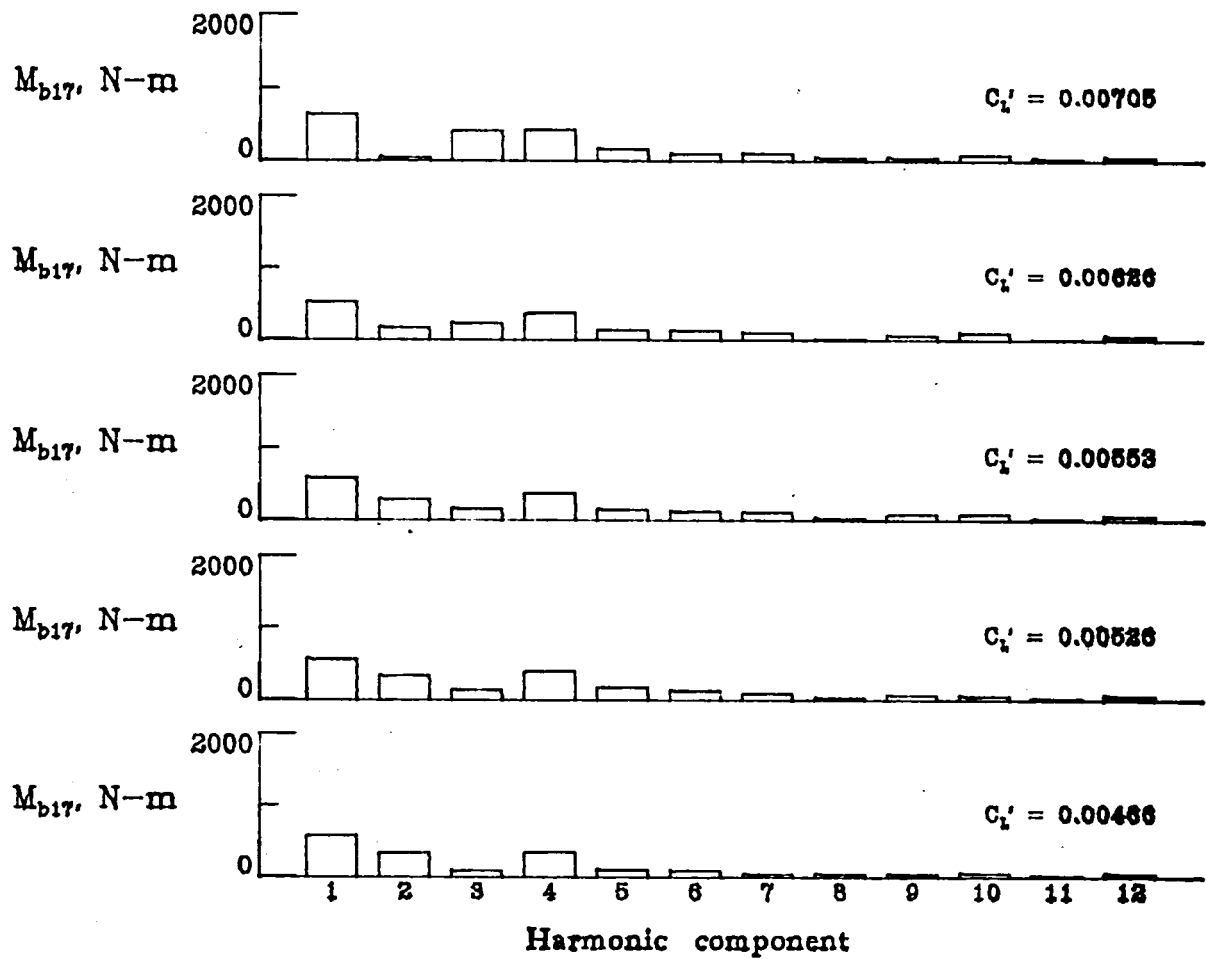 2000
M_b17, N-m
C_L' = 0.00705
0
2000
M_b17, N-m
C_L' = 0.00626
0
2000
M_b17, N-m
C_L' = 0.00553
0
2000
M_b17, N-m
C_L' = 0.00526
0
2000
M_b17, N-m
C_L' = 0.00466
0
1 2 3 4 5 6 7 8 9 10 11 12
Harmonic component